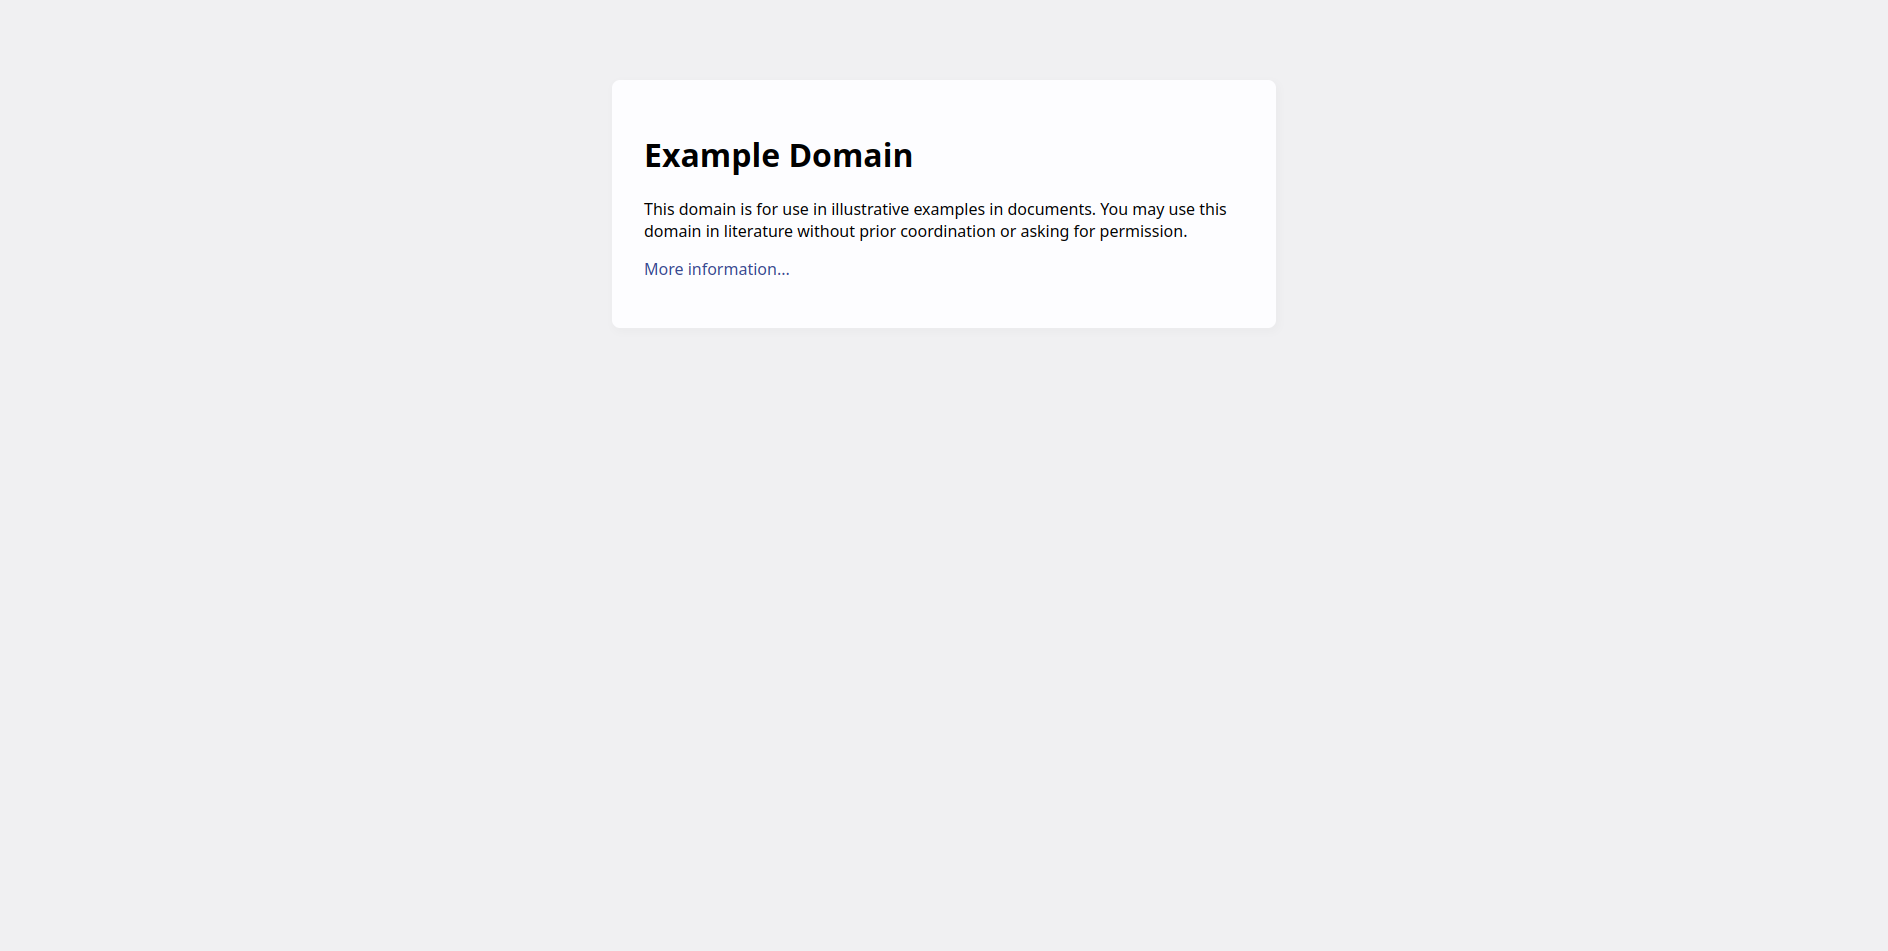 Example Domain
This domain is for use in illustrative examples in documents. You may use this
domain in literature without prior coordination or asking for permission.
More information...